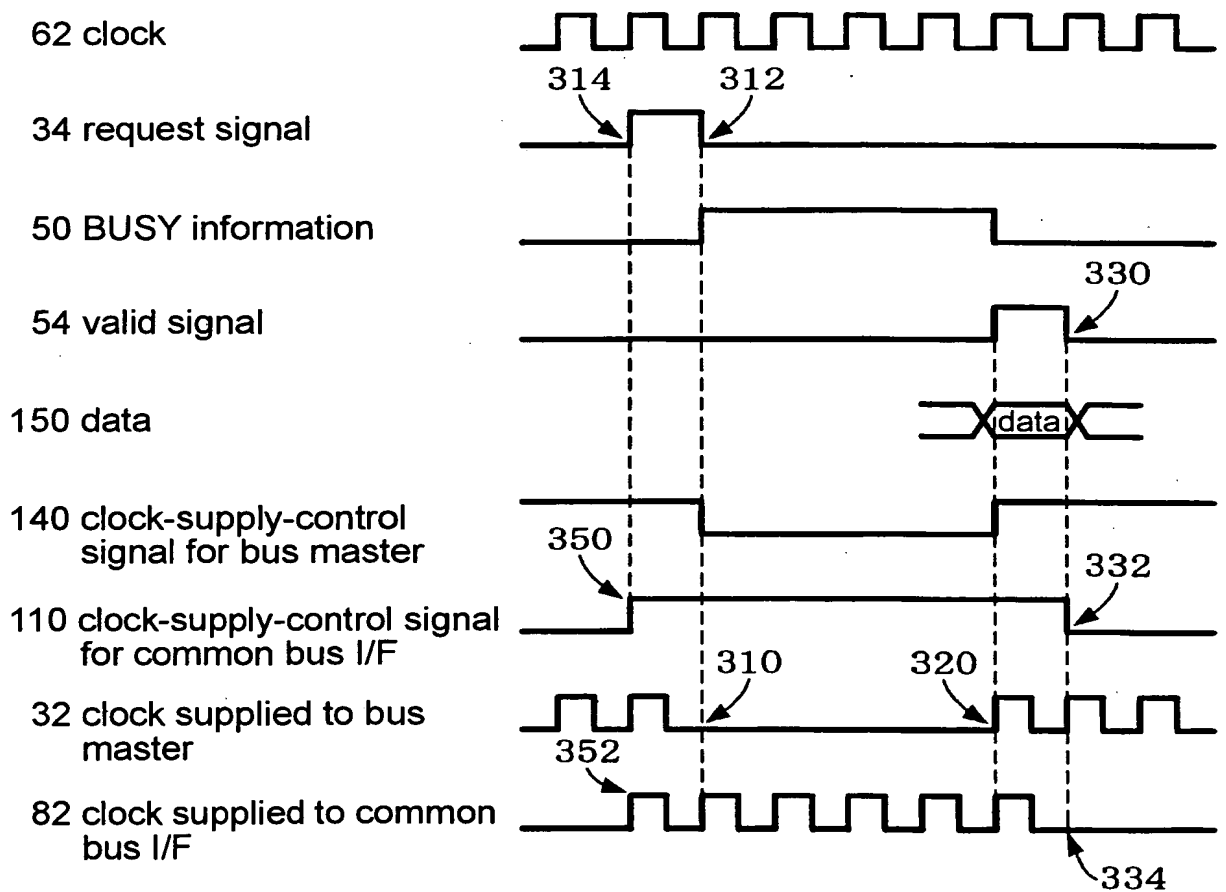 62 clock
314
312
34 request signal
50 BUSY information
330
54 valid signal
150 data
data
140 clock-supply-control
signal for bus master
350
332
110 clock-supply-control signal
for common bus I/F
310
320
32 clock supplied to bus
master
352
82 clock supplied to common
bus I/F
334